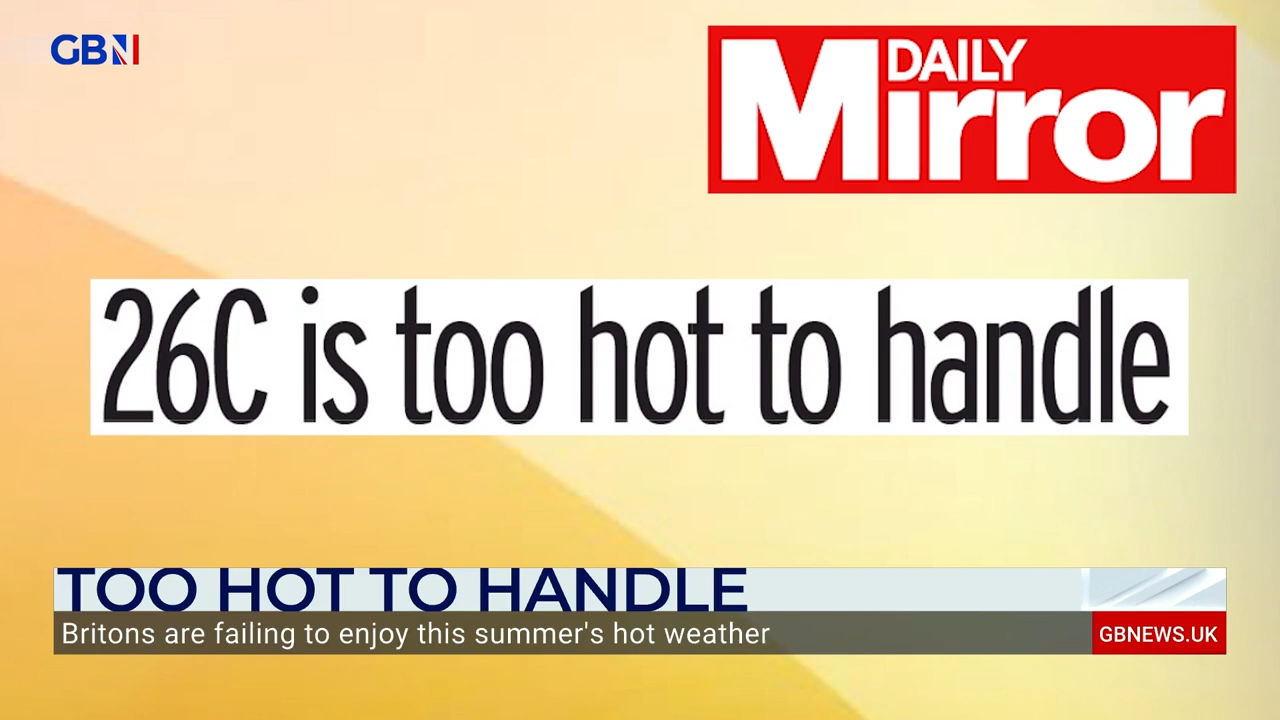 GBN
DAILY
Mirror
26C is too hot to handle
TOO HOT TO HANDLE
Britons are failing to enjoy this summer's hot weather
GBNEWS.UK